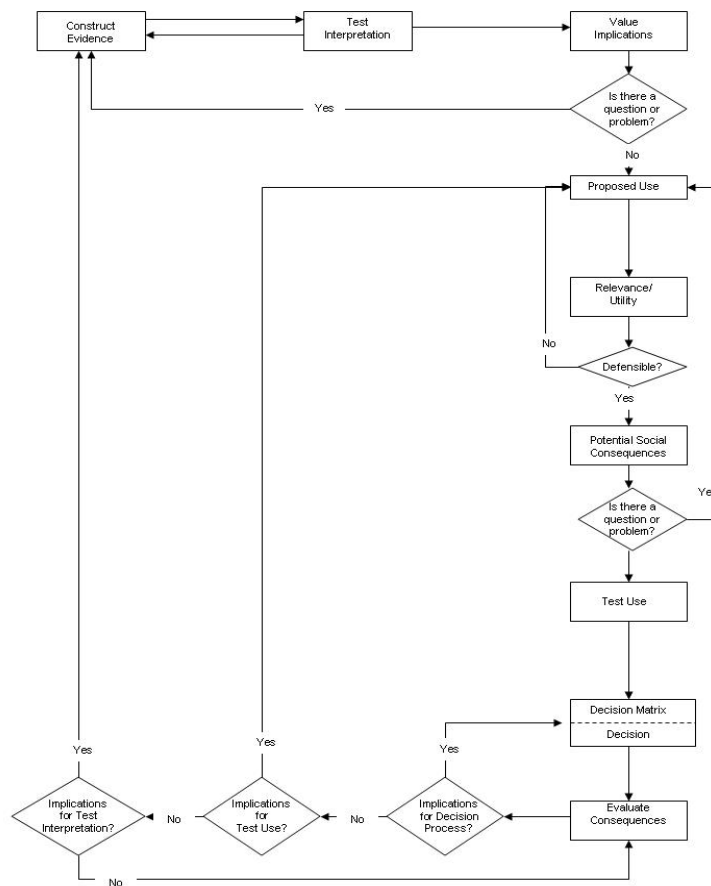 Construct
Evidence
Test
Interpretation
Value
Implications
Is there a
question or
problem?
Yes
No
Proposed Use
Relevance/
Utility
No
Defensible?
Yes
Potential Social
Consequences
Is there a
question or
problem?
Test Use
Decision Matrix
Decision
Yes
Yes
Yes
Implications
for Test
Interpretation?
No
Implications
for
Test Use?
No
Implications
for Decision
Process?
Evaluate
Consequences
No